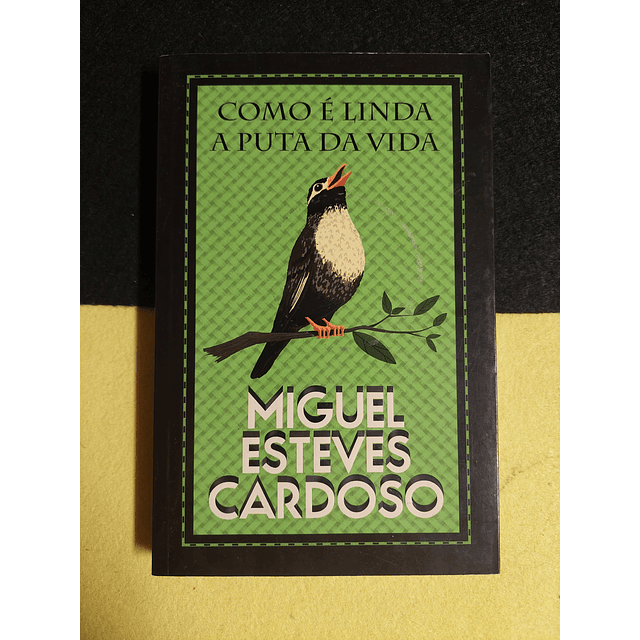 COMO É LINDA
A PUTA DA VIDA
MIGUEL
ESTEVES
CARDOSO